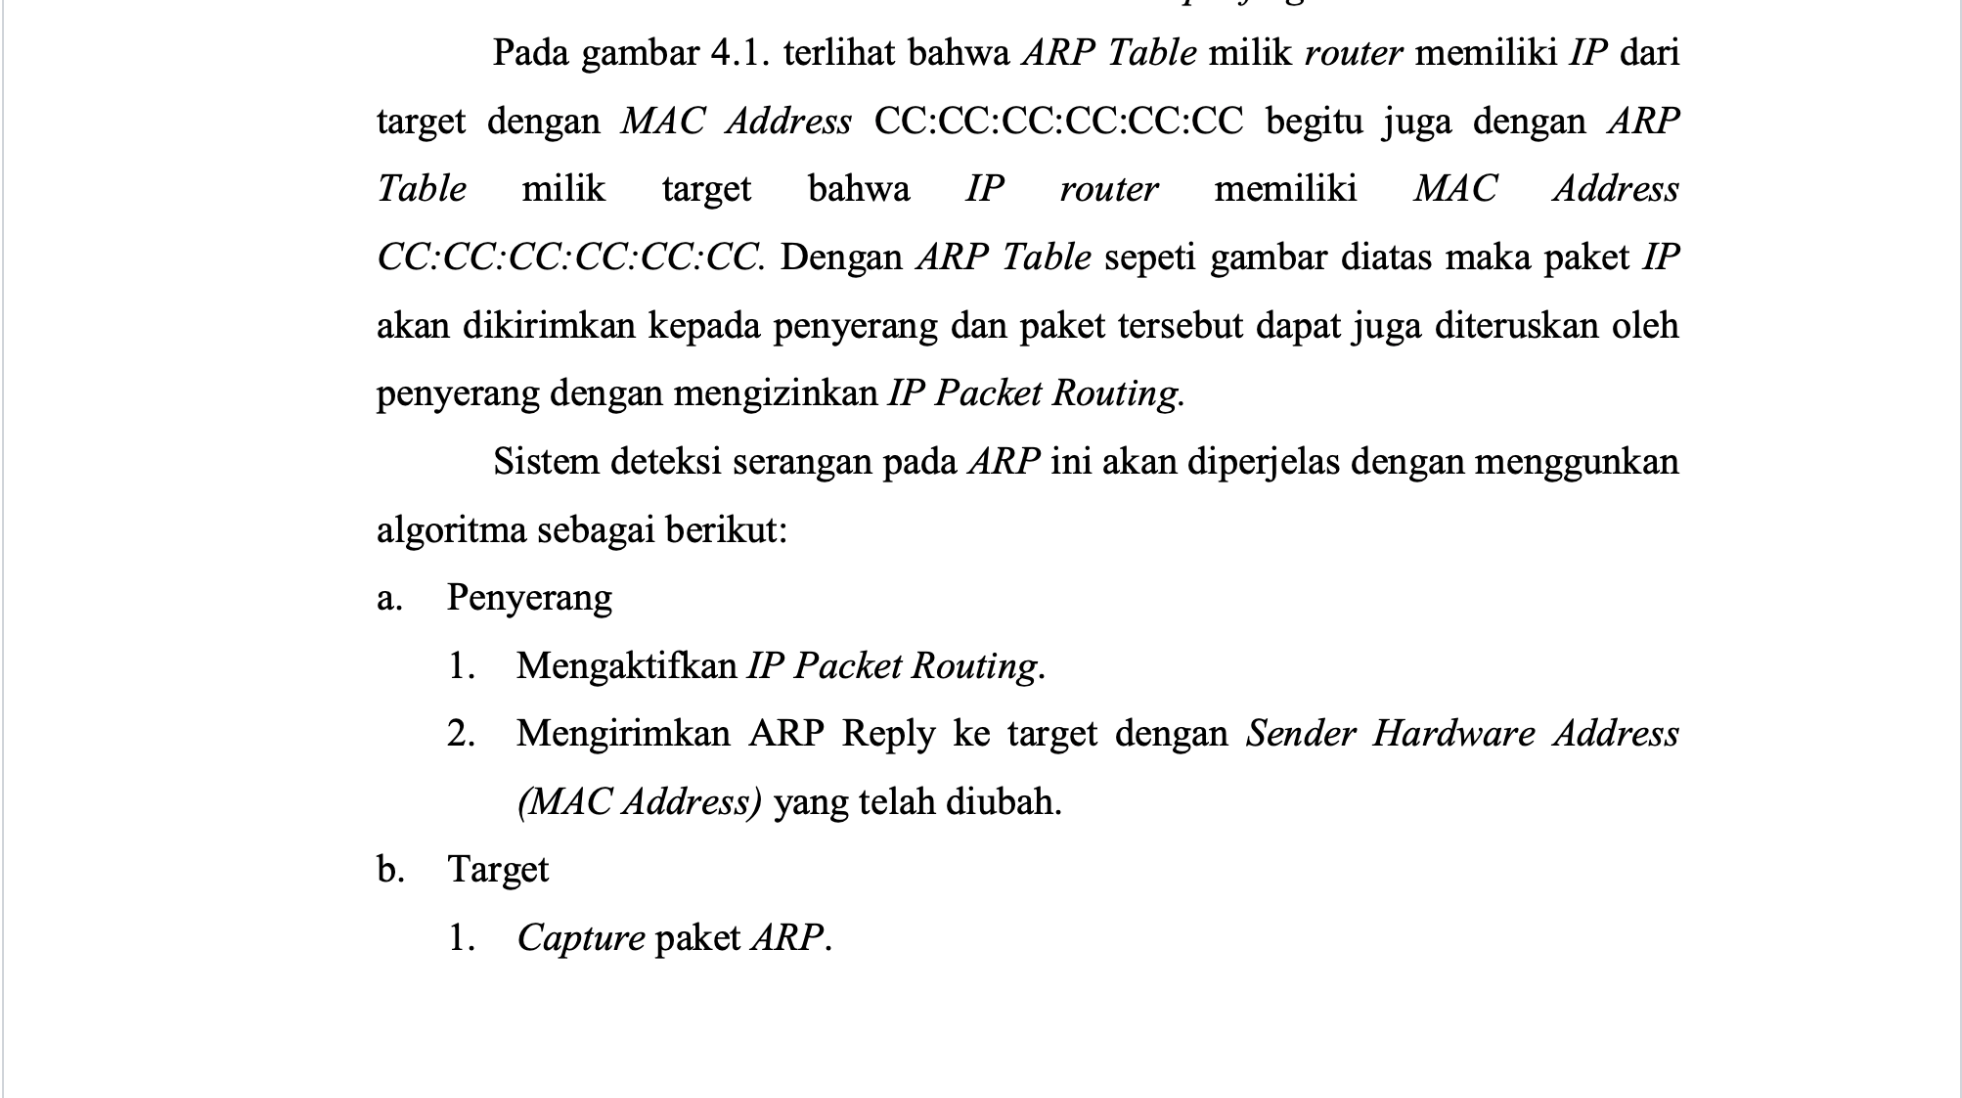 Pada gambar 4.1. terlihat bahwa ARP Table milik router memiliki IP dari
target dengan MAC Address CC:CC:CC:CC:CC:CC begitu juga dengan ARP
Table milik target bahwa IP router memiliki MAC Address
CC:CC:CC:CC:CC:CC. Dengan ARP Table sepeti gambar diatas maka paket IP
akan dikirimkan kepada penyerang dan paket tersebut dapat juga diteruskan oleh
penyerang dengan mengizinkan IP Packet Routing.
Sistem deteksi serangan pada ARP ini akan diperjelas dengan menggunkan
algoritma sebagai berikut:
a. Penyerang
1. Mengaktifkan IP Packet Routing.
2. Mengirimkan ARP Reply ke target dengan Sender Hardware Address
(MAC Address) yang telah diubah.
b. Target
1. Capture paket ARP.